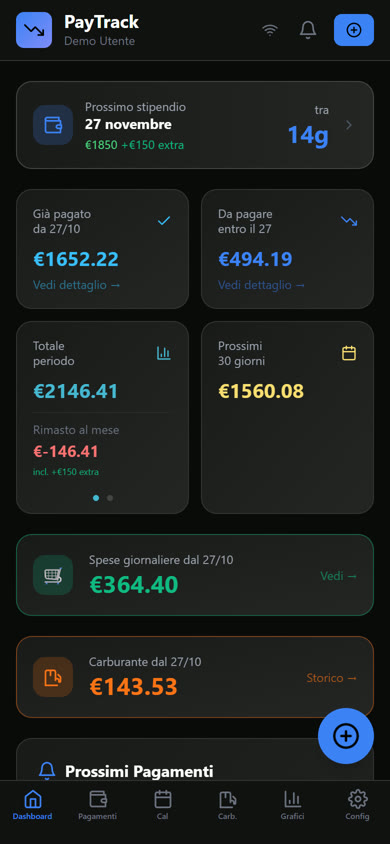 PayTrack
Demo Utente
Prossimo stipendio
27 novembre
€1850 +€150 extra
tra
14g
Già pagato
da 27/10
€1652.22
Vedi dettaglio →
Da pagare
entro il 27
€494.19
Vedi dettaglio →
Totale
periodo
€2146.41
Rimasto al mese
€-146.41
incl. +€150 extra
Prossimi
30 giorni
€1560.08
Spese giornaliere dal 27/10
€364.40
Vedi →
Carburante dal 27/10
€143.53
Storico →
Prossimi Pagamenti
Dashboard
Pagamenti
Cal
Carb.
Grafici
Config